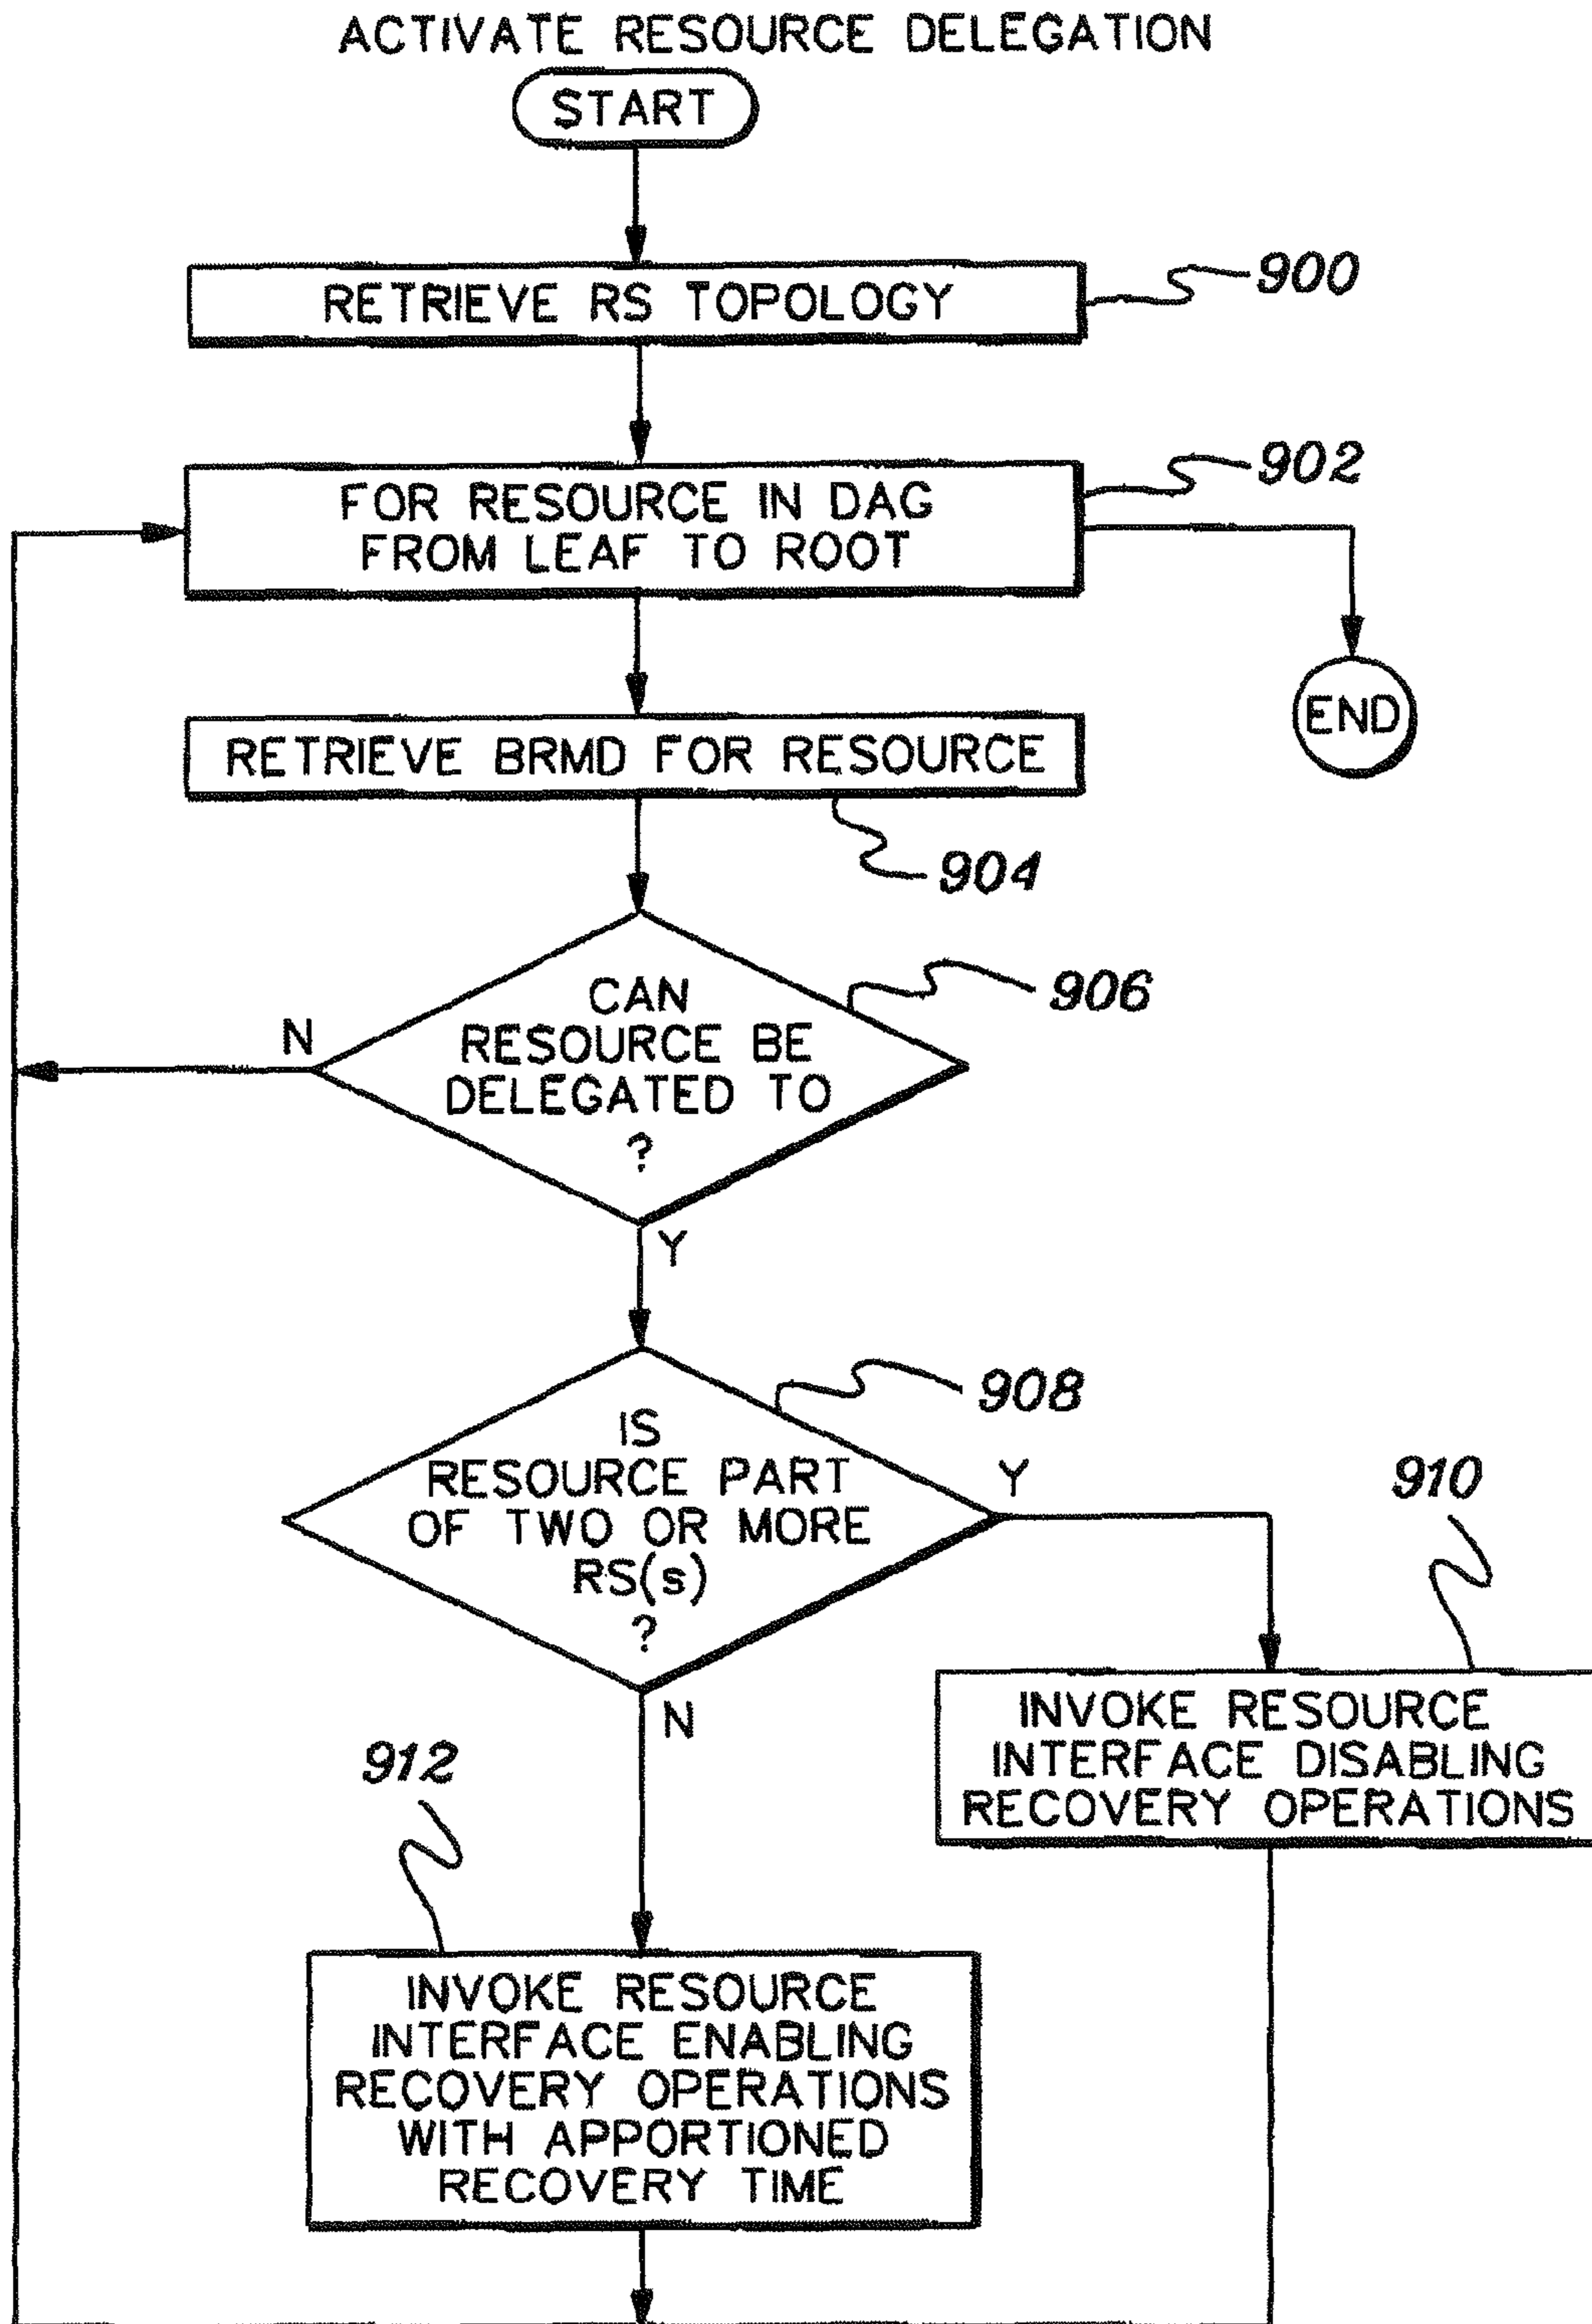 ACTIVATE RESOURCE DELEGATION
START
RETRIEVE RS TOPOLOGY
900
FOR RESOURCE IN DAG
FROM LEAF TO ROOT
902
END
RETRIEVE BRMD FOR RESOURCE
904
CAN
RESOURCE BE
DELEGATED TO
?
906
N
Y
IS
RESOURCE PART
OF TWO OR MORE
RS(s)
?
908
Y
N
910
INVOKE RESOURCE
INTERFACE DISABLING
RECOVERY OPERATIONS
912
INVOKE RESOURCE
INTERFACE ENABLING
RECOVERY OPERATIONS
WITH APPORTIONED
RECOVERY TIME